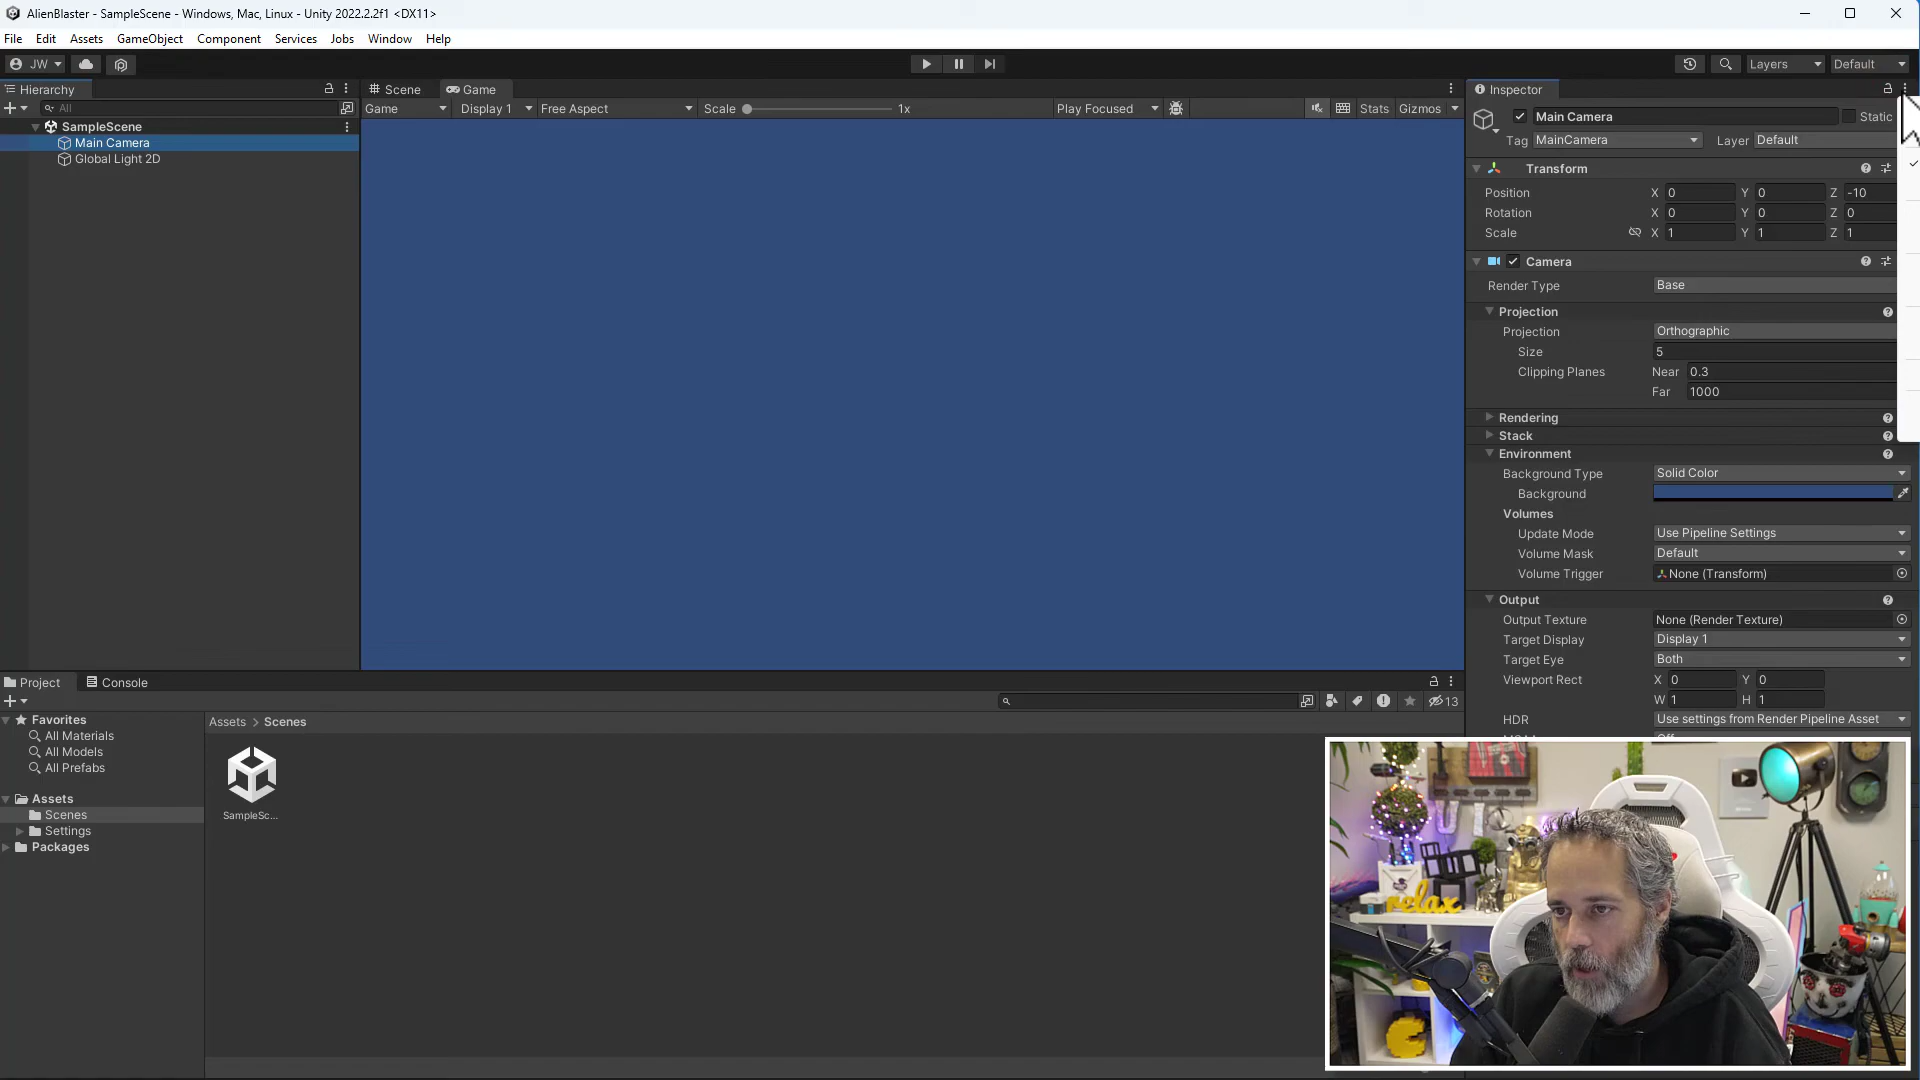 AlienBlaster - SampleScene - Windows, Mac, Linux - Unity 2022.2.2f1 <DX11>
File Edit Assets GameObject Component Services Jobs Window Help
JW Layers Default
Hierarchy
All
SampleScene
Main Camera
Global Light 2D
Scene Game
Game Display 1 Free Aspect Scale 1x Play Focused Stats Gizmos
Inspector
Main Camera Static
Tag MainCamera Layer Default
Transform
Position X 0 Y 0 Z -10
Rotation X 0 Y 0 Z 0
Scale X 1 Y 1 Z 1
Camera
Render Type Base
Projection
Projection Orthographic
Size 5
Clipping Planes Near 0.3
Far 1000
Rendering
Stack
Environment
Background Type Solid Color
Background
Volumes
Update Mode Use Pipeline Settings
Volume Mask Default
Volume Trigger None (Transform)
Output
Output Texture None (Render Texture)
Target Display Display 1
Target Eye Both
Viewport Rect X 0 Y 0
W 1 H 1
HDR Use settings from Render Pipeline Asset
Project Console
13
Favorites
All Materials
All Models
All Prefabs
Assets
Scenes
Settings
Packages
Assets > Scenes
SampleSc...
relax